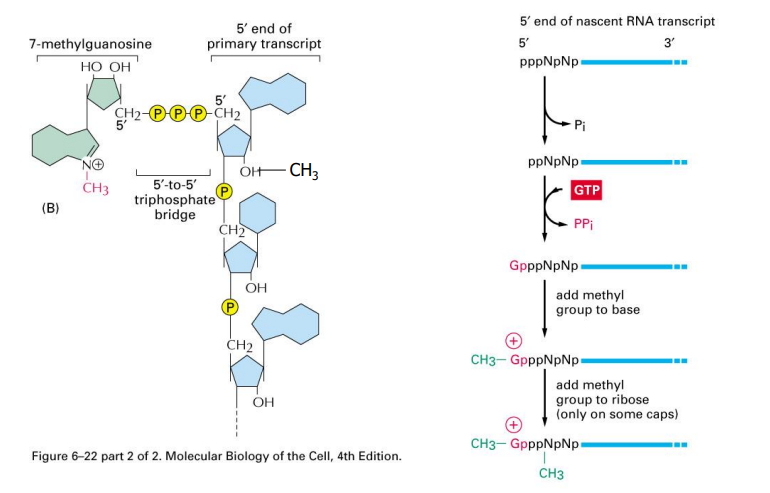 7-methylguanosine
5′ end of
primary transcript
HO OH
CH2
5′
P P P
5′
CH2
N⊕
CH3
OH
CH3
5′-to-5′
triphosphate
bridge
(B)
P
CH2
OH
P
CH2
OH
Figure 6–22 part 2 of 2. Molecular Biology of the Cell, 4th Edition.
5′ end of nascent RNA transcript
5′ 3′
pppNpNp
Pi
ppNpNp
GTP
PPi
GpppNpNp
add methyl
group to base
+
CH3– GpppNpNp
add methyl
group to ribose
(only on some caps)
+
CH3– GpppNpNp
CH3